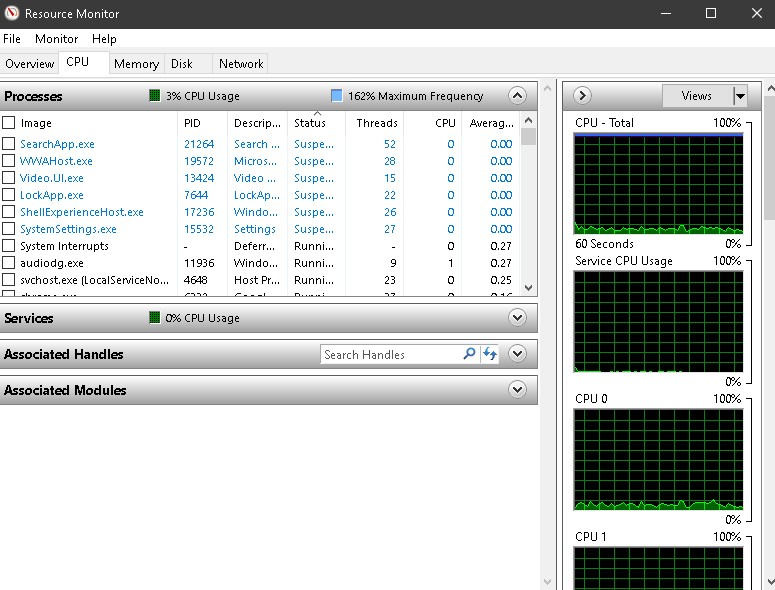 Resource Monitor
File Monitor Help
Overview CPU Memory Disk Network
Processes 3% CPU Usage 162% Maximum Frequency
Image PID Descrip... Status Threads CPU Averag...
SearchApp.exe 21264 Search ... Suspe... 52 0 0.00
WWAHost.exe 19572 Micros... Suspe... 28 0 0.00
Video.UI.exe 13424 Video ... Suspe... 15 0 0.00
LockApp.exe 7644 LockAp... Suspe... 22 0 0.00
ShellExperienceHost.exe 17236 Windo... Suspe... 26 0 0.00
SystemSettings.exe 15532 Settings Suspe... 27 0 0.00
System Interrupts - Deferr... Runni... - 0 0.27
audiodg.exe 11936 Windo... Runni... 9 1 0.27
svchost.exe (LocalServiceNo... 4648 Host Pr... Runni... 23 0 0.25
Services 0% CPU Usage
Associated Handles Search Handles
Associated Modules
Views
CPU - Total 100%
60 Seconds 0%
Service CPU Usage 100%
0%
CPU 0 100%
0%
CPU 1 100%